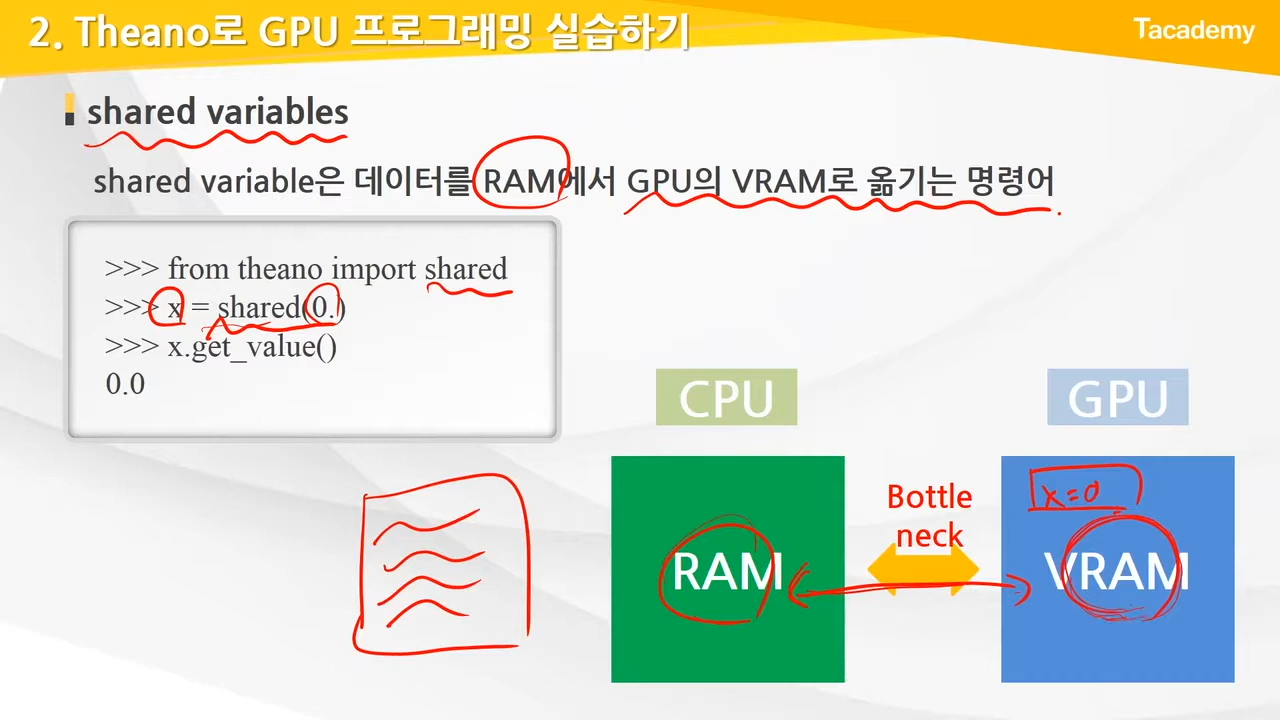 2. Theano로 GPU 프로그래밍 실습하기
Tacademy
shared variables
shared variable은 데이터를 RAM에서 GPU의 VRAM로 옮기는 명령어
>>> from theano import shared
>>> x = shared(0.)
>>> x.get_value()
0.0
CPU
GPU
x=0
Bottle
neck
RAM
VRAM